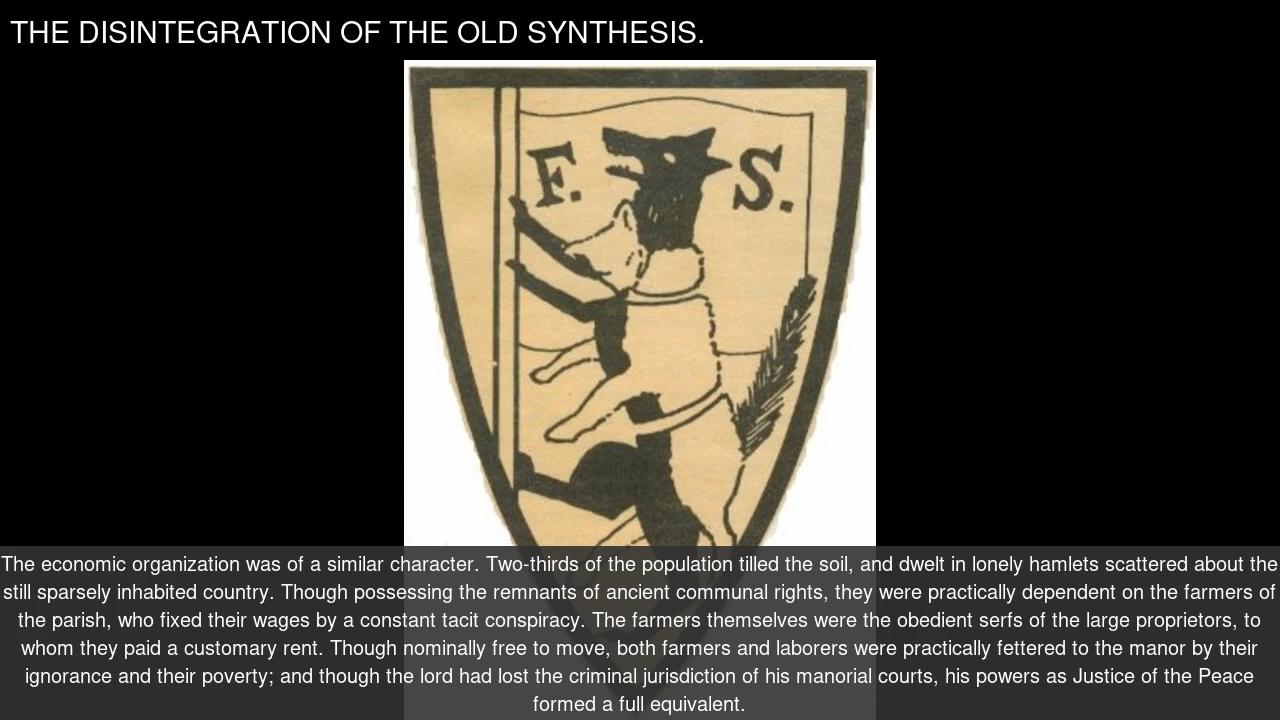 THE DISINTEGRATION OF THE OLD SYNTHESIS.
F. S.
The economic organization was of a similar character. Two-thirds of the population tilled the soil, and dwelt in lonely hamlets scattered about the
still sparsely inhabited country. Though possessing the remnants of ancient communal rights, they were practically dependent on the farmers of
the parish, who fixed their wages by a constant tacit conspiracy. The farmers themselves were the obedient serfs of the large proprietors, to
whom they paid a customary rent. Though nominally free to move, both farmers and laborers were practically fettered to the manor by their
ignorance and their poverty; and though the lord had lost the criminal jurisdiction of his manorial courts, his powers as Justice of the Peace
formed a full equivalent.